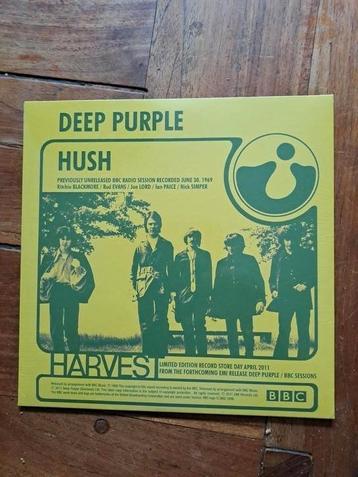 DEEP PURPLE
HUSH
PREVIOUSLY UNRELEASED BBC RADIO SESSION RECORDED JUNE 30, 1969
Ritchie BLACKMORE / Rod EVANS / Jon LORD / Ian PAICE / Nick SIMPER
HARVEST
LIMITED EDITION RECORD STORE DAY APRIL 2011
FROM THE FORTHCOMING EMI RELEASE DEEP PURPLE / BBC SESSIONS
BBC